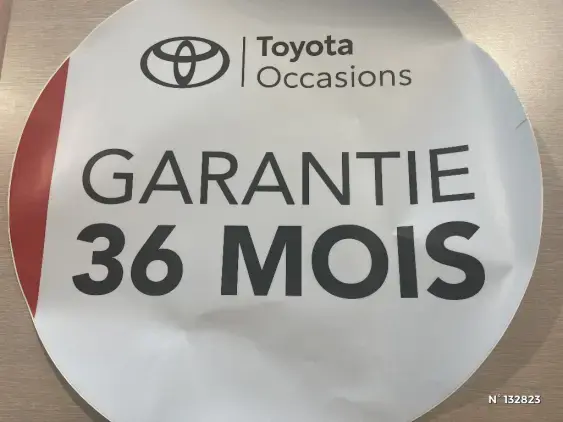 Toyota
Occasions
GARANTIE
36 MOIS
N° 132823